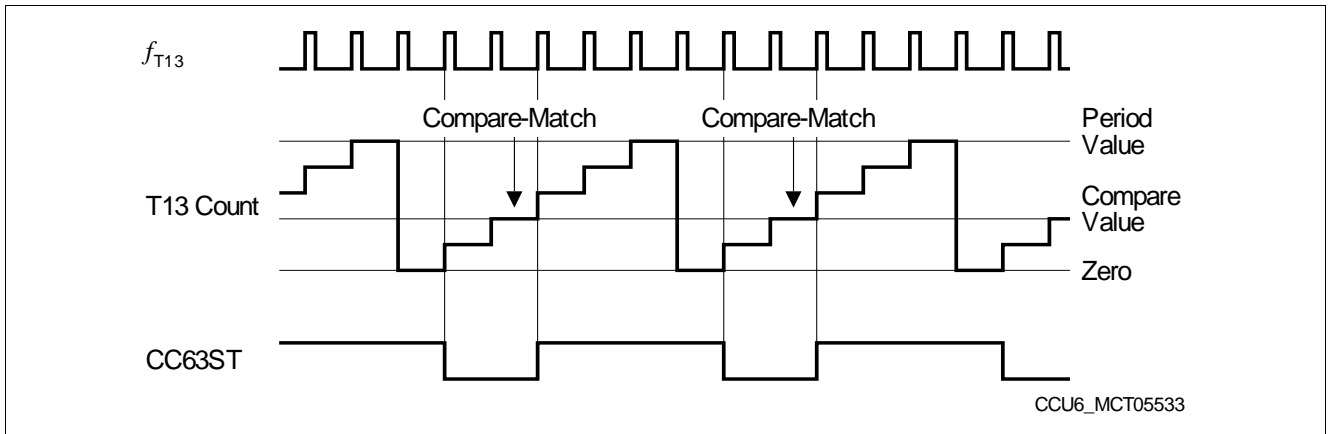 fT13
Compare-Match
Compare-Match
Period
Value
T13 Count
Compare
Value
Zero
CC63ST
CCU6_MCT05533